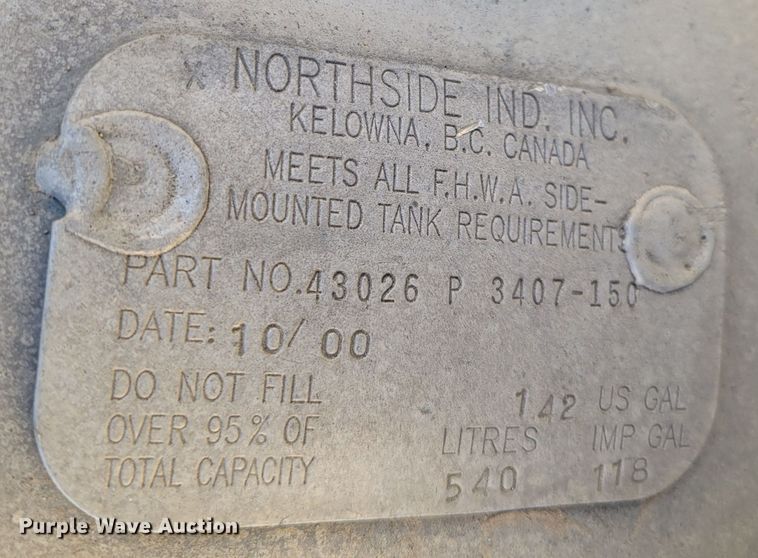 X NORTHSIDE IND. INC.
KELOWNA, B.C. CANADA
MEETS ALL F.H.W.A. SIDE-
MOUNTED TANK REQUIREMENTS
PART NO. 43026 P 3407-150
DATE: 10/00
DO NOT FILL
OVER 95% OF
TOTAL CAPACITY
142 US GAL
LITRES IMP GAL
540 118
Purple Wave Auction